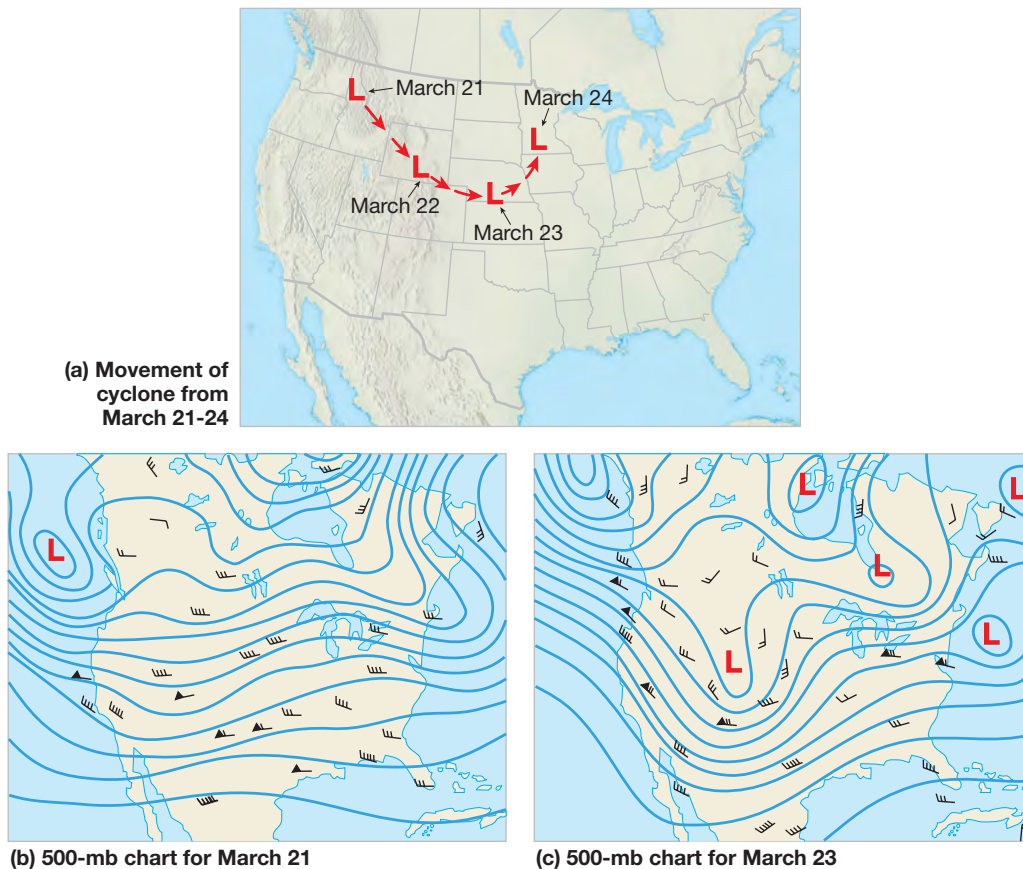 L
March 21
March 24
L
L
March 22
L
March 23
(a) Movement of
cyclone from
March 21-24
L
L
L
L
L
L
(b) 500-mb chart for March 21
(c) 500-mb chart for March 23